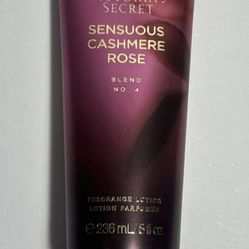 SECRET
SENSUOUS
CASHMERE
ROSE
BLEND
NO 4
FRAGRANCE LOTION
LOTION PARFUMÉE
℮ 236 mL/8 fl oz